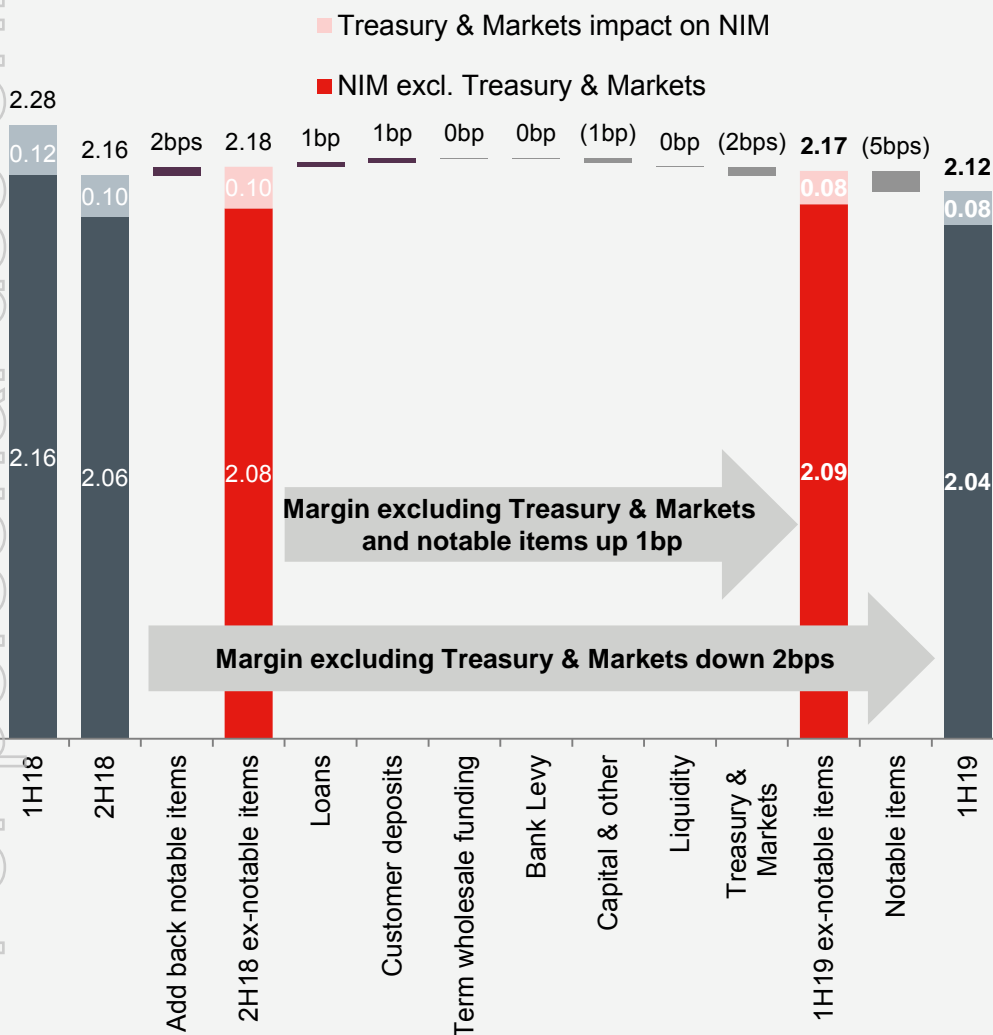 Treasury & Markets impact on NIM
NIM excl. Treasury & Markets
2.28
0.12
2.16
2.16
0.10
2.06
2bps
2.18
0.10
2.08
1bp
1bp
0bp
0bp
(1bp)
0bp
(2bps)
2.17
0.08
2.09
(5bps)
2.12
0.08
2.04
Margin excluding Treasury & Markets
and notable items up 1bp
Margin excluding Treasury & Markets down 2bps
1H18
2H18
Add back notable items
2H18 ex-notable items
Loans
Customer deposits
Term wholesale funding
Bank Levy
Capital & other
Liquidity
Treasury &
Markets
1H19 ex-notable items
Notable items
1H19